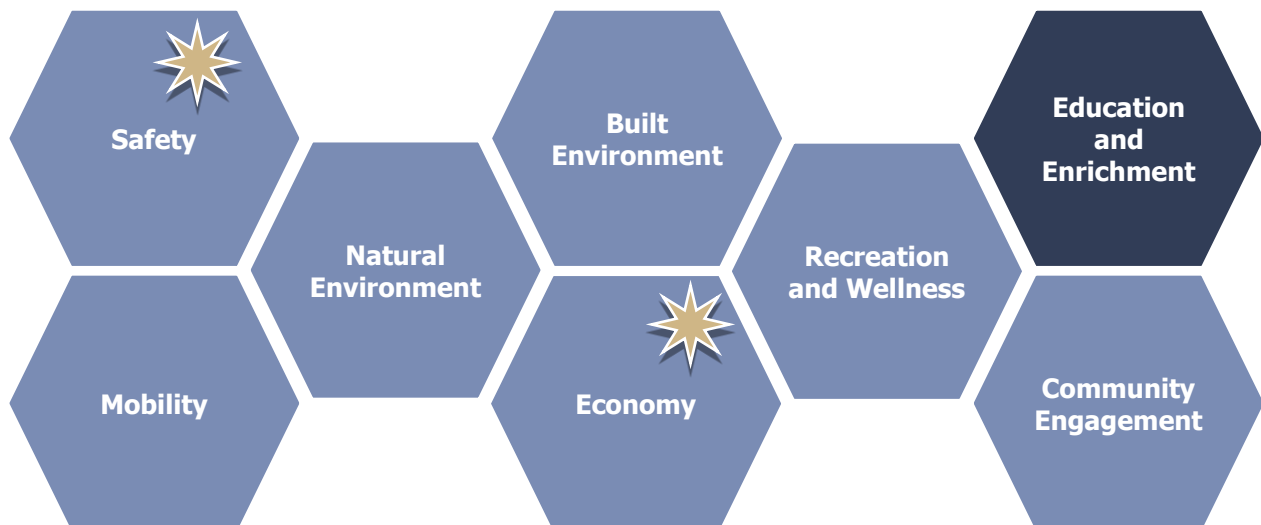 Safety
Built
Environment
Education
and
Enrichment
Natural
Environment
Recreation
and Wellness
Mobility
Economy
Community
Engagement